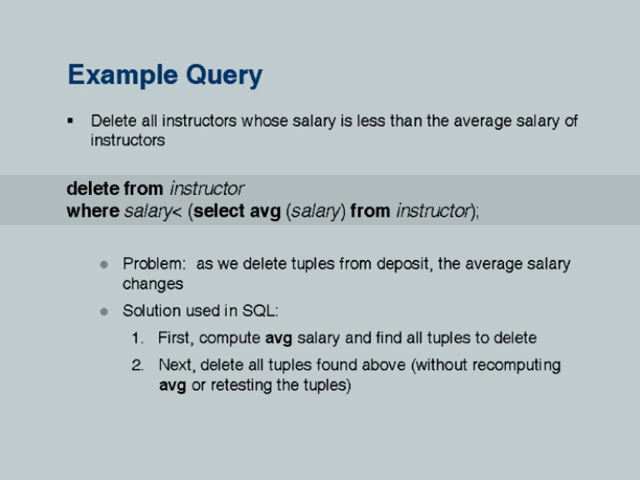 Example Query
▪ Delete all instructors whose salary is less than the average salary of
instructors
delete from instructor
where salary< (select avg (salary) from instructor);
● Problem: as we delete tuples from deposit, the average salary
changes
● Solution used in SQL:
1. First, compute avg salary and find all tuples to delete
2. Next, delete all tuples found above (without recomputing
avg or retesting the tuples)